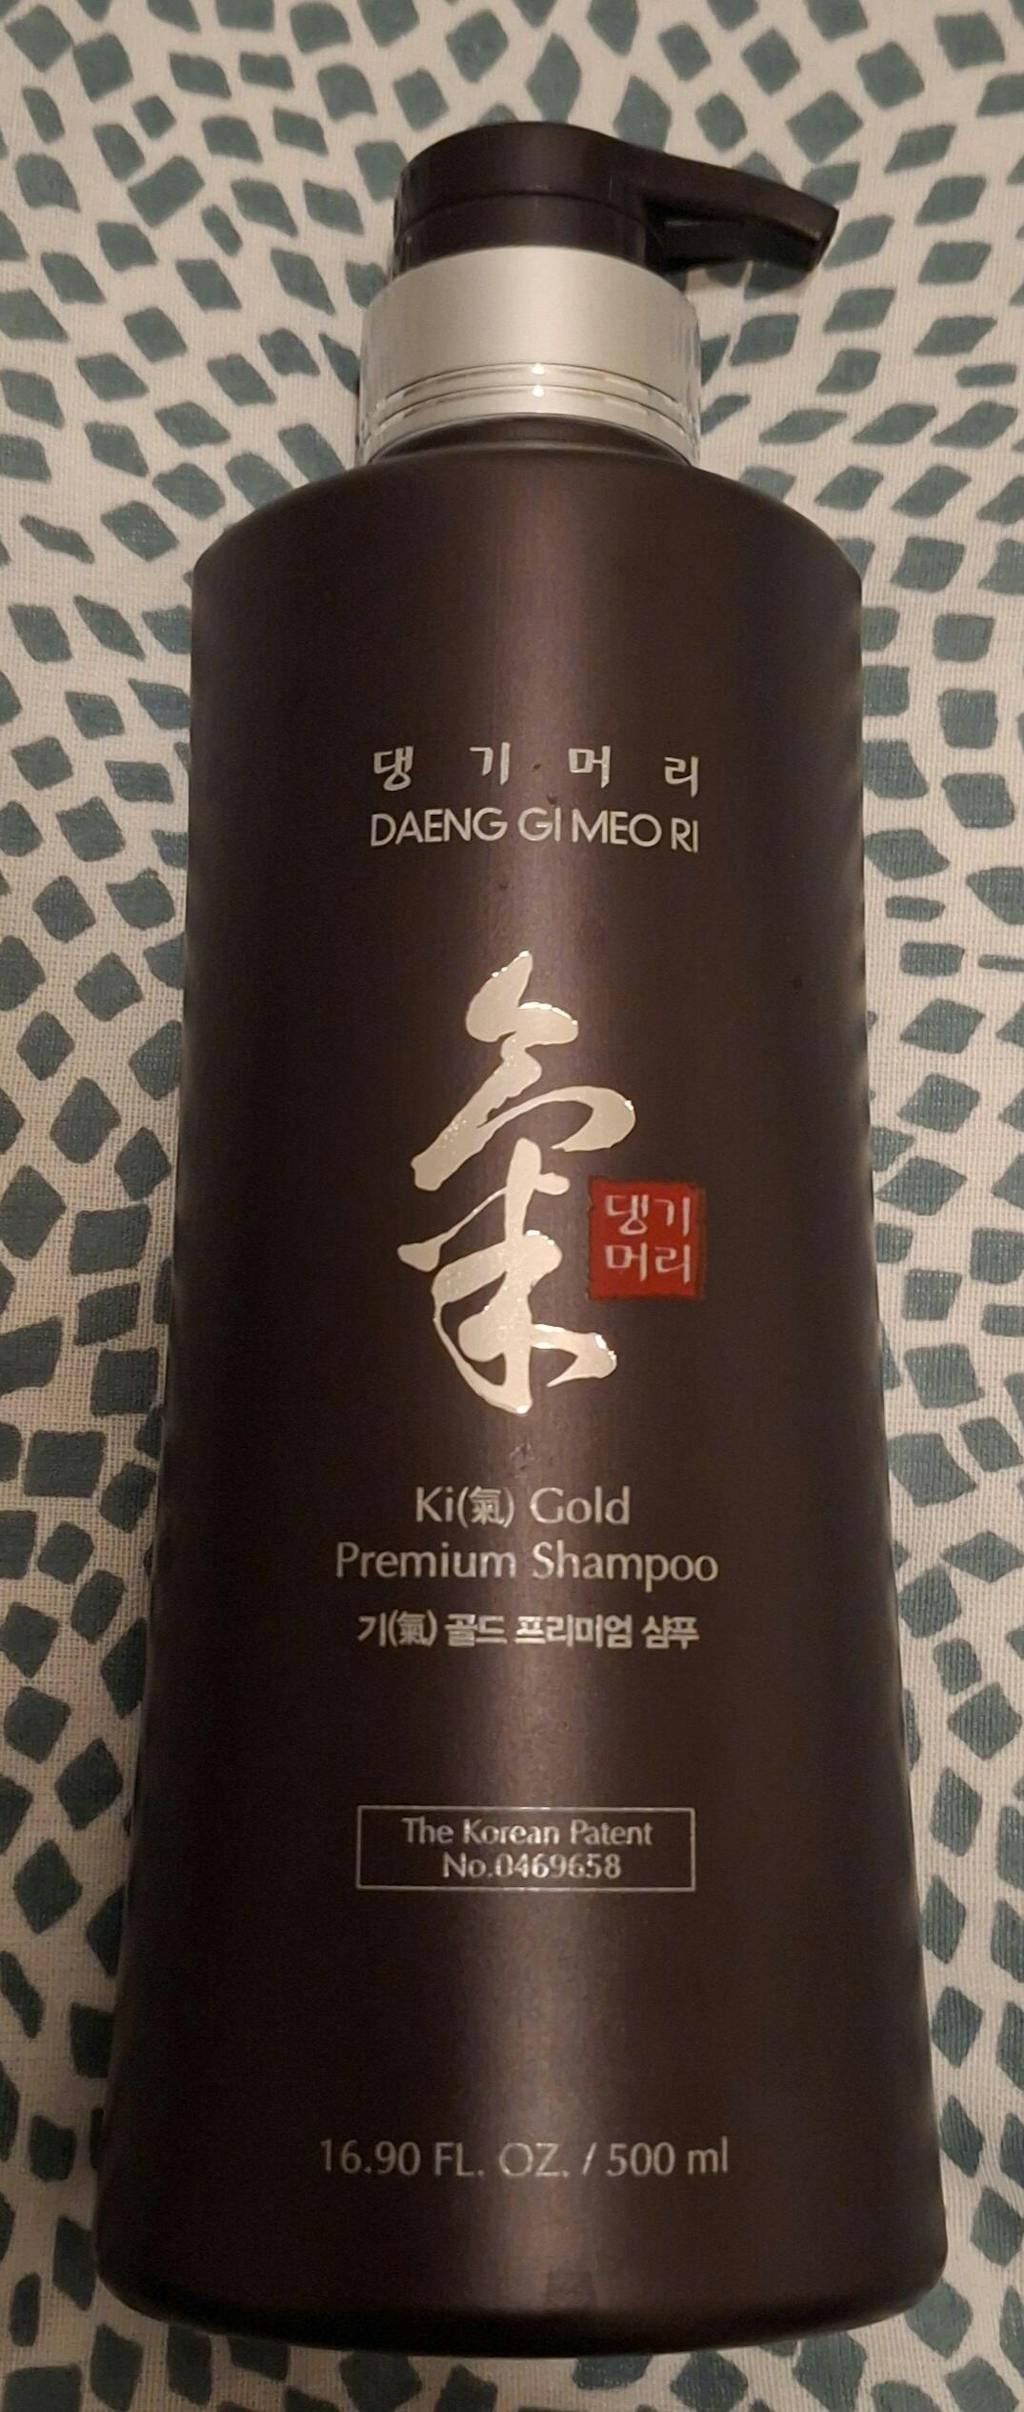 댕기머리
DAENG GI MEO RI
氣
댕기
머리
Ki(氣) Gold
Premium Shampoo
기(氣) 골드 프리미엄 샴푸
The Korean Patent
No.0469658
16.90 FL. OZ. / 500 ml